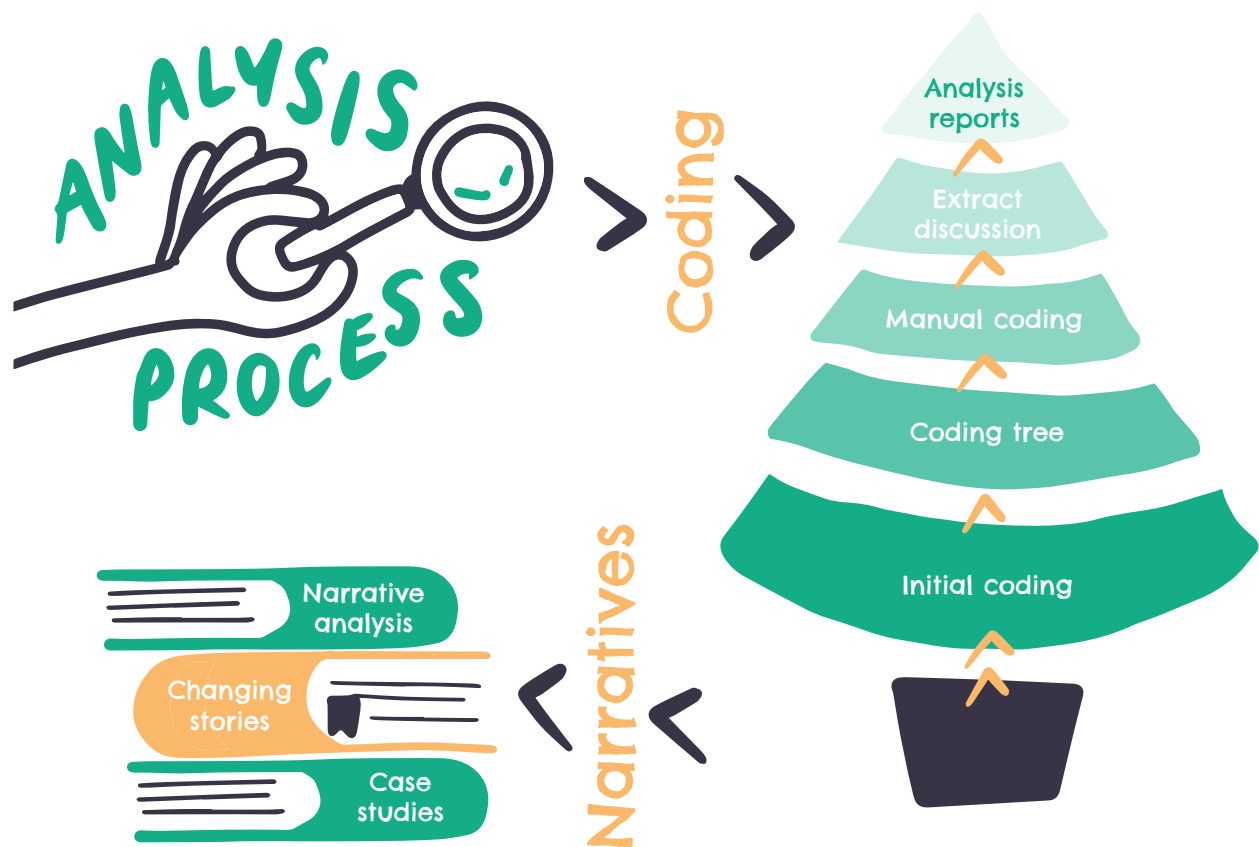 ANALYSIS
PROCESS
Coding
Analysis
reports
Extract
discussion
Manual coding
Coding tree
Initial coding
Narratives
Narrative
analysis
Changing
stories
Case
studies